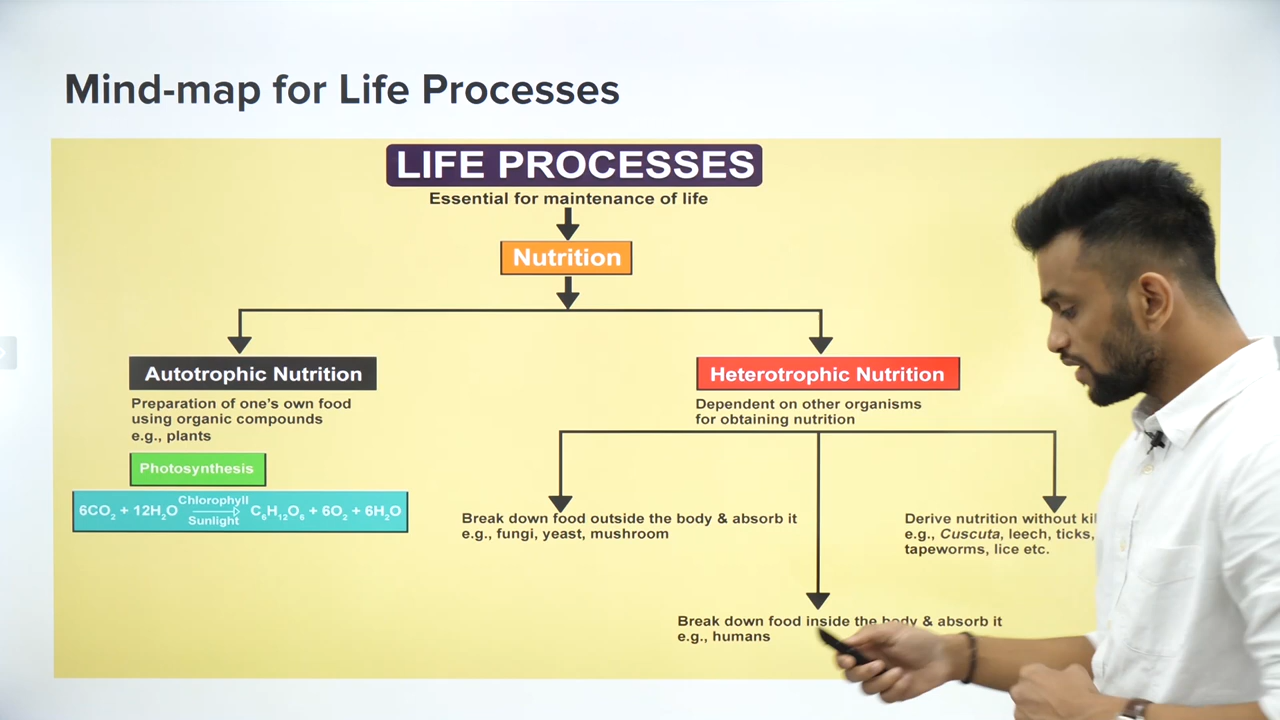 Mind-map for Life Processes
LIFE PROCESSES
Essential for maintenance of life
Nutrition
Autotrophic Nutrition
Preparation of one's own food
using organic compounds
e.g., plants
Photosynthesis
6CO₂ + 12H₂O Chlorophyll Sunlight C₆H₁₂O₆ + 6O₂ + 6H₂O
Heterotrophic Nutrition
Dependent on other organisms
for obtaining nutrition
Break down food outside the body & absorb it
e.g., fungi, yeast, mushroom
Break down food inside the body & absorb it
e.g., humans
Derive nutrition without
e.g., Cuscuta, leech, ticks,
tapeworms, lice etc.